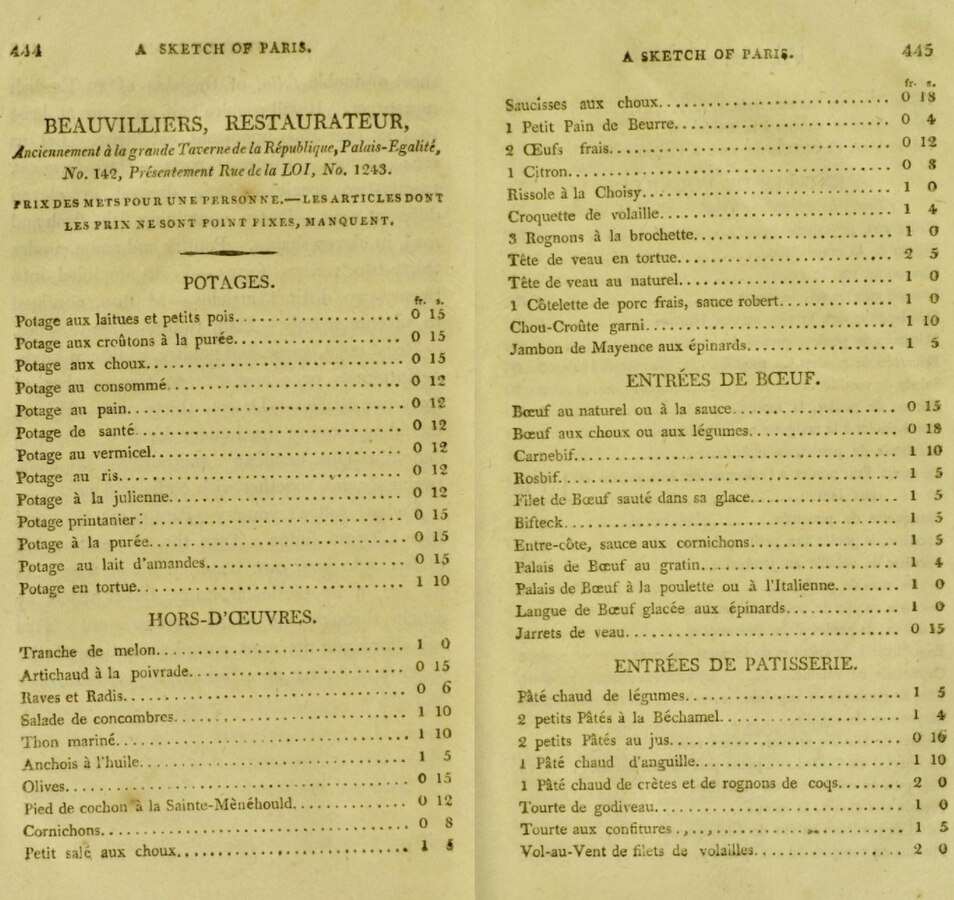 444 A SKETCH OF PARIS.
BEAUVILLIERS, RESTAURATEUR,
Anciennement à la grande Taverne de la République, Palais-Egalité,
No. 142, Présentement Rue de la LOI, No. 1243.
PRIX DES METS POUR UNE PERSONNE.—LES ARTICLES DONT
LES PRIX NE SONT POINT FIXES, MANQUENT.
POTAGES.
fr. s.
Potage aux laitues et petits pois. 0 15
Potage aux croûtons à la purée. 0 15
Potage aux choux. 0 15
Potage au consommé. 0 12
Potage au pain. 0 12
Potage de santé. 0 12
Potage au vermicel. 0 12
Potage au ris. 0 12
Potage à la julienne. 0 12
Potage printanier: 0 15
Potage à la purée. 0 15
Potage au lait d'amandes. 0 15
Potage en tortue. 1 10
HORS-D'ŒUVRES.
Tranche de melon. 1 0
Artichaud à la poivrade. 0 15
Raves et Radis. 0 6
Salade de concombres. 1 10
Thon mariné. 1 10
Anchois à l'huile. 1 5
Olives. 0 15
Pied de cochon à la Sainte-Mènéhould. 0 12
Cornichons. 0 8
Petit salé aux choux. 1 5
A SKETCH OF PARIS. 445
fr. s.
Saucisses aux choux. 0 18
1 Petit Pain de Beurre. 0 4
2 Œufs frais. 0 12
1 Citron. 0 8
Rissole à la Choisy. 1 0
Croquette de volaille. 1 4
3 Rognons à la brochette. 1 0
Tête de veau en tortue. 2 5
Tête de veau au naturel. 1 0
1 Côtelette de porc frais, sauce robert. 1 0
Chou-Croûte garni. 1 10
Jambon de Mayence aux épinards. 1 5
ENTRÉES DE BŒUF.
Bœuf au naturel ou à la sauce. 0 15
Bœuf aux choux ou aux légumes. 0 18
Carnebif. 1 10
Rosbif. 1 5
Filet de Bœuf sauté dans sa glace. 1 5
Bifteck. 1 5
Entre-côte, sauce aux cornichons. 1 5
Palais de Bœuf au gratin. 1 4
Palais de Bœuf à la poulette ou à l'Italienne. 1 0
Langue de Bœuf glacée aux épinards. 1 0
Jarrets de veau. 0 15
ENTRÉES DE PATISSERIE.
Pâté chaud de légumes. 1 5
2 petits Pâtés à la Béchamel. 1 4
2 petits Pâtés au jus. 0 16
1 Pâté chaud d'anguille. 1 10
1 Pâté chaud de crètes et de rognons de coqs. 2 0
Tourte de godiveau. 1 0
Tourte aux confitures. 1 5
Vol-au-Vent de filets de volailles. 2 0